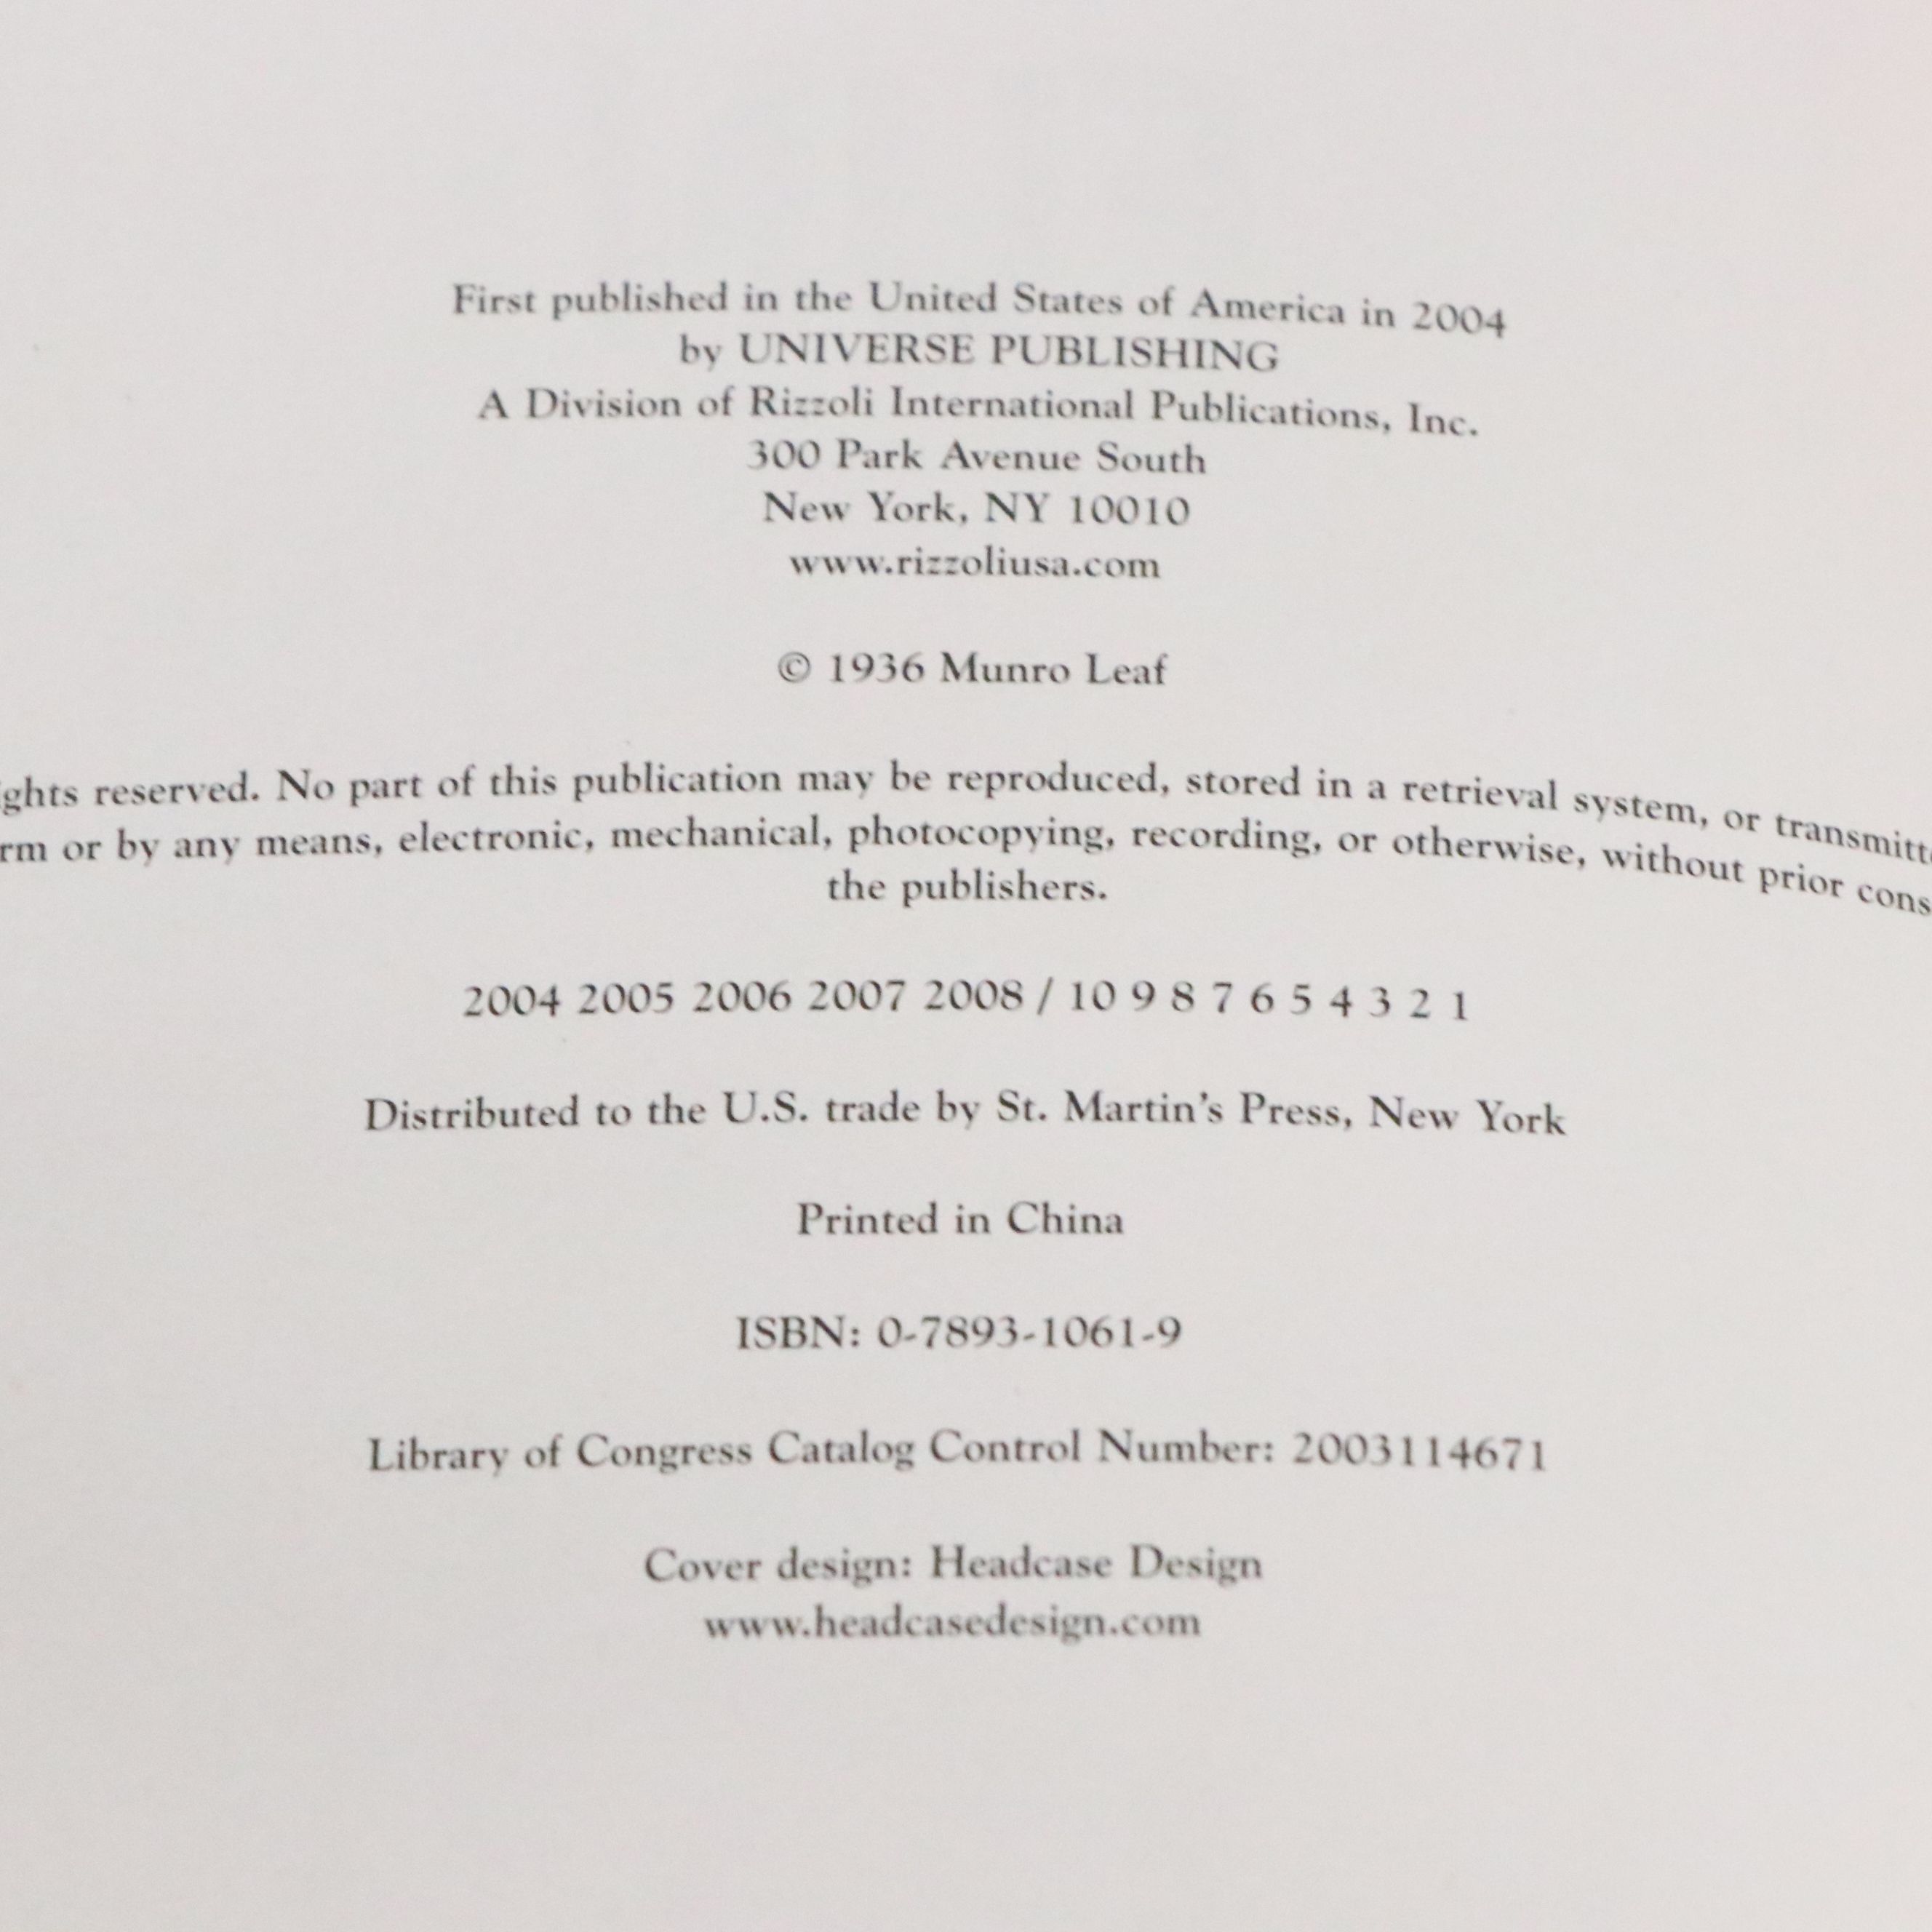 First published in the United States of America in 2004
by UNIVERSE PUBLISHING
A Division of Rizzoli International Publications, Inc.
300 Park Avenue South
New York, NY 10010
www.rizzoliusa.com
© 1936 Munro Leaf
reserved. No part of this publication may be reproduced, stored in a retrieval system, or
or by any means, electronic, mechanical, photocopying, recording, or otherwise, without prior
the publishers.
2004 2005 2006 2007 2008 / 10 9 8 7 6 5 4 3 2 1
Distributed to the U.S. trade by St. Martin's Press, New York
Printed in China
ISBN: 0-7893-1061-9
Library of Congress Catalog Control Number: 2003114671
Cover design: Headcase Design
www.headcasedesign.com